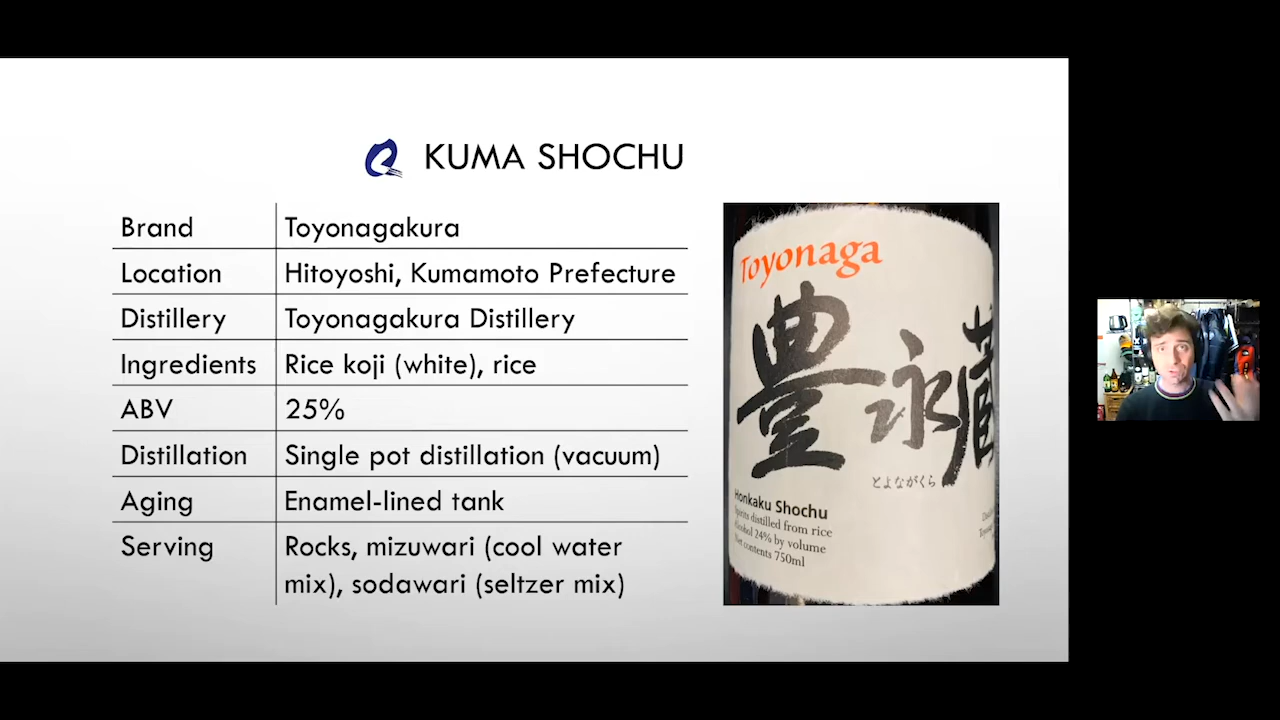 KUMA SHOCHU
Brand Toyonagakura
Location Hitoyoshi, Kumamoto Prefecture
Distillery Toyonagakura Distillery
Ingredients Rice koji (white), rice
ABV 25%
Distillation Single pot distillation (vacuum)
Aging Enamel-lined tank
Serving Rocks, mizuwari (cool water
mix), sodawari (seltzer mix)
Toyonaga
豊永蔵
とよながくら
Honkaku Shochu
Spirits distilled from rice
Alcohol 24% by volume
Net contents 750ml